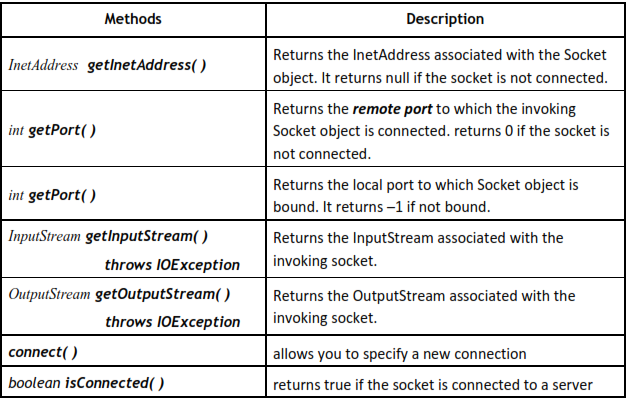 Methods
Description
InetAddress getInetAddress( )
Returns the InetAddress associated with the Socket
object. It returns null if the socket is not connected.
int getPort( )
Returns the remote port to which the invoking
Socket object is connected. returns 0 if the socket is
not connected.
int getPort( )
Returns the local port to which Socket object is
bound. It returns –1 if not bound.
InputStream getInputStream( )
throws IOException
Returns the InputStream associated with the
invoking socket.
OutputStream getOutputStream( )
throws IOException
Returns the OutputStream associated with the
invoking socket.
connect( )
allows you to specify a new connection
boolean isConnected( )
returns true if the socket is connected to a server